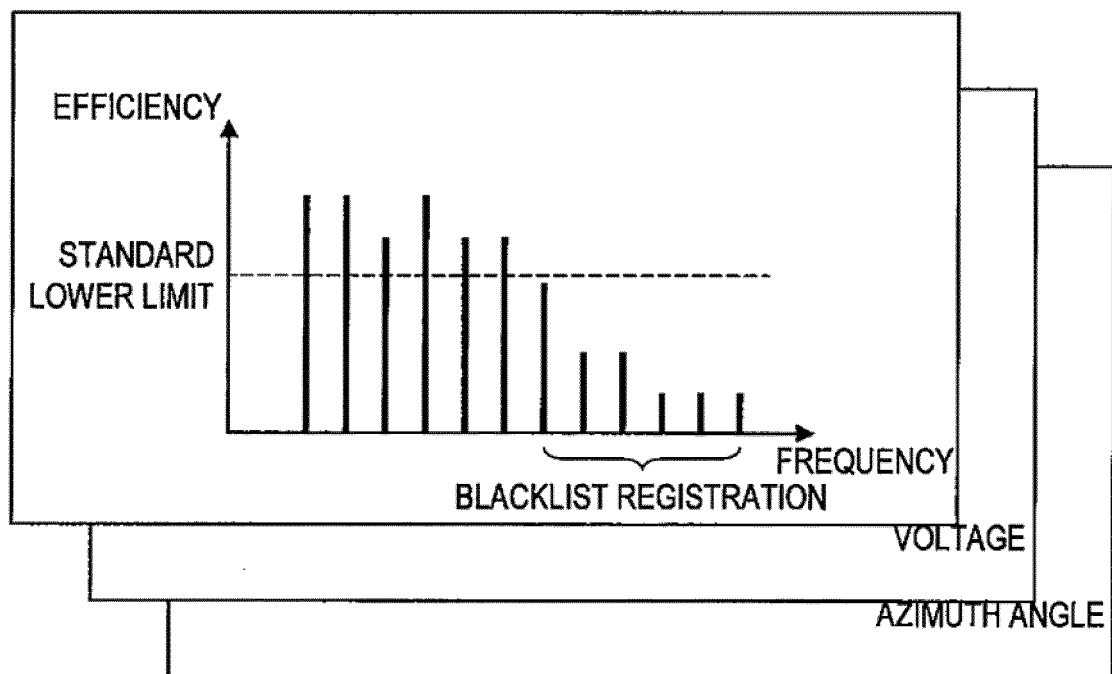 EFFICIENCY
STANDARD
LOWER LIMIT
FREQUENCY
BLACKLIST REGISTRATION
VOLTAGE
AZIMUTH ANGLE